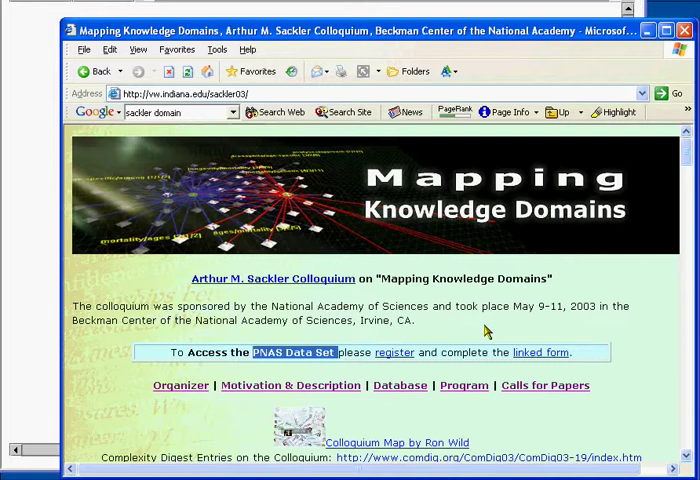 Mapping Knowledge Domains, Arthur M. Sackler Colloquium, Beckman Center of the National Academy - Microsof...
File Edit View Favorites Tools Help
Back Favorites Folders
Address http://vw.indiana.edu/sackler03/ Go
Google sackler domain Search Web Search Site News PageRank Page Info Up Highlight
Mapping
Knowledge Domains
mortality/ages [1/2]
Arthur M. Sackler Colloquium on "Mapping Knowledge Domains"
The colloquium was sponsored by the National Academy of Sciences and took place May 9-11, 2003 in the
Beckman Center of the National Academy of Sciences, Irvine, CA.
To Access the PNAS Data Set please register and complete the linked form.
Organizer | Motivation & Description | Database | Program | Calls for Papers
Colloquium Map by Ron Wild
Complexity Digest Entries on the Colloquium: http://www.comdig.org/ComDig03/ComDig03-19/index.htm